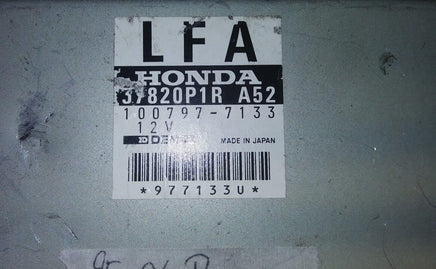 LFA
HONDA
37820P1R A52
100797-7133
12V
MADE IN JAPAN
*977133U*